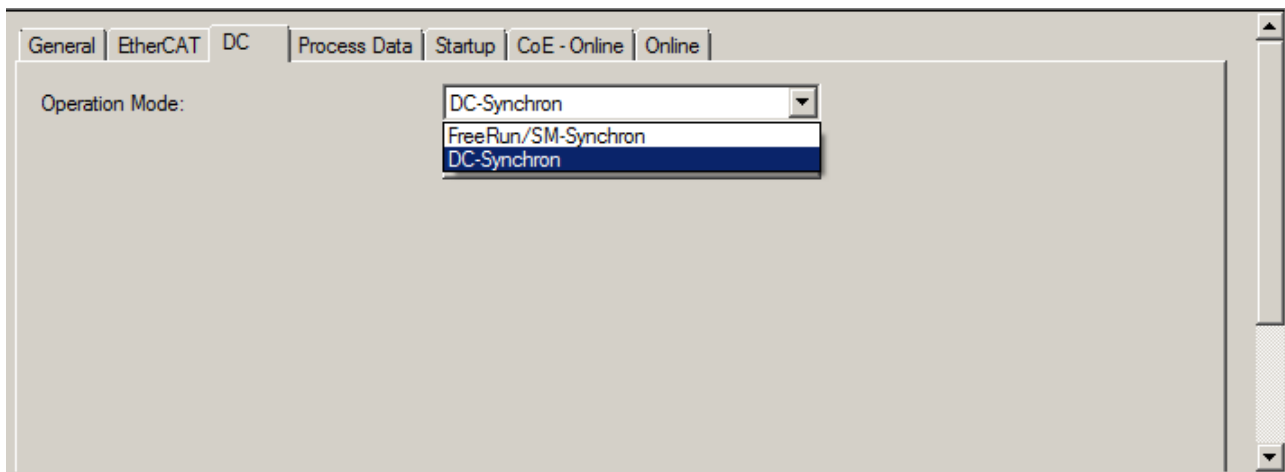 General EtherCAT DC Process Data Startup CoE - Online Online
Operation Mode: DC-Synchron
FreeRun/SM-Synchron
DC-Synchron